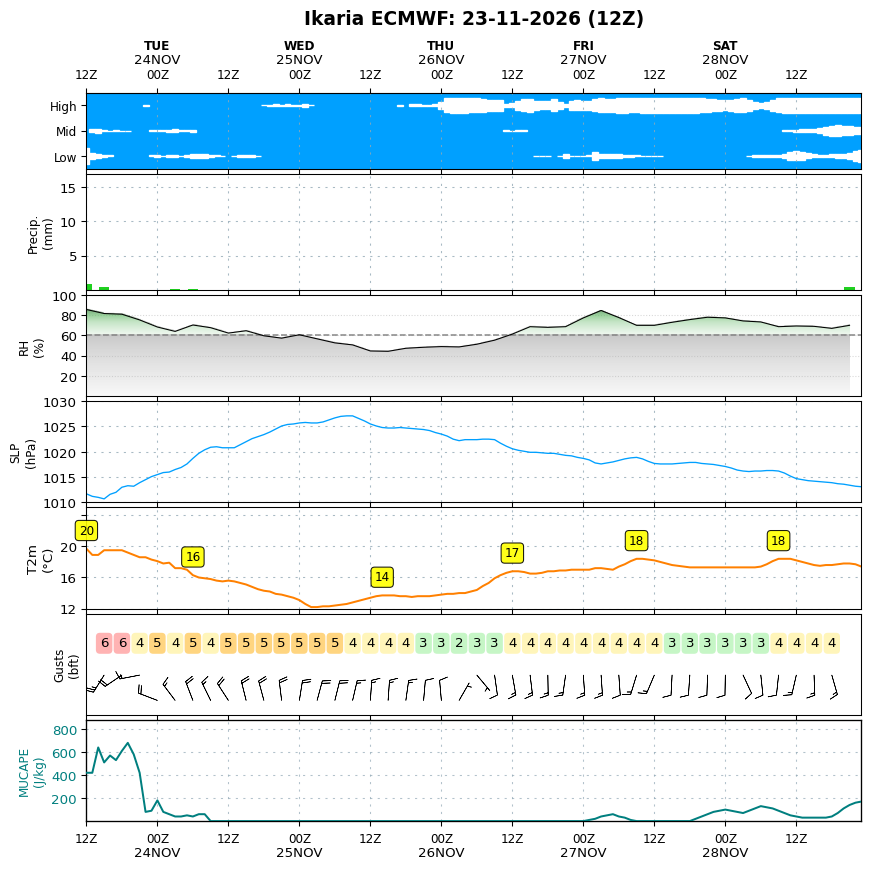 Ikaria ECMWF: 23-11-2026 (12Z)
TUE WED THU FRI SAT
24NOV 25NOV 26NOV 27NOV 28NOV
12Z 00Z 12Z 00Z 12Z 00Z 12Z 00Z 12Z 00Z 12Z
High
Mid
Low
Precip.
(mm)
15
10
5
RH
(%)
100
80
60
40
20
SLP
(hPa)
1030
1025
1020
1015
1010
T2m
(°C)
20
16
12
20 16 14 17 18 18
Gusts
(bft)
6 6 4 5 4 5 4 5 5 5 5 5 5 5 4 4 4 4 3 3 2 3 3 4 4 4 4 4 4 4 4 4 3 3 3 3 3 3 4 4 4 4
MUCAPE
(J/kg)
800
600
400
200
12Z 00Z 12Z 00Z 12Z 00Z 12Z 00Z 12Z 00Z 12Z
24NOV 25NOV 26NOV 27NOV 28NOV